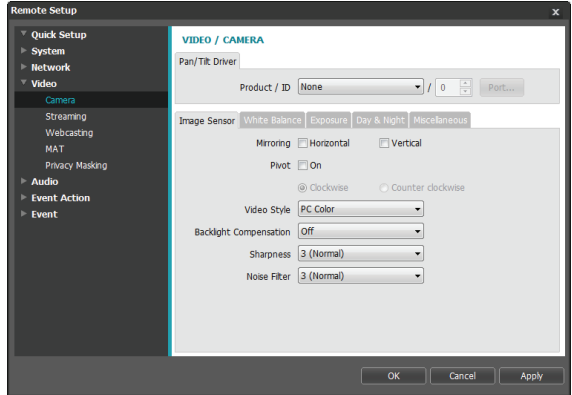 Remote Setup x
Quick Setup
System
Network
Video
Camera
Streaming
Webcasting
MAT
Privacy Masking
Audio
Event Action
Event
VIDEO / CAMERA
Pan/Tilt Driver
Product / ID None / 0 Port...
Image Sensor White Balance Exposure Day & Night Miscellaneous
Mirroring Horizontal Vertical
Pivot On
Clockwise Counter clockwise
Video Style PC Color
Backlight Compensation Off
Sharpness 3 (Normal)
Noise Filter 3 (Normal)
OK Cancel Apply